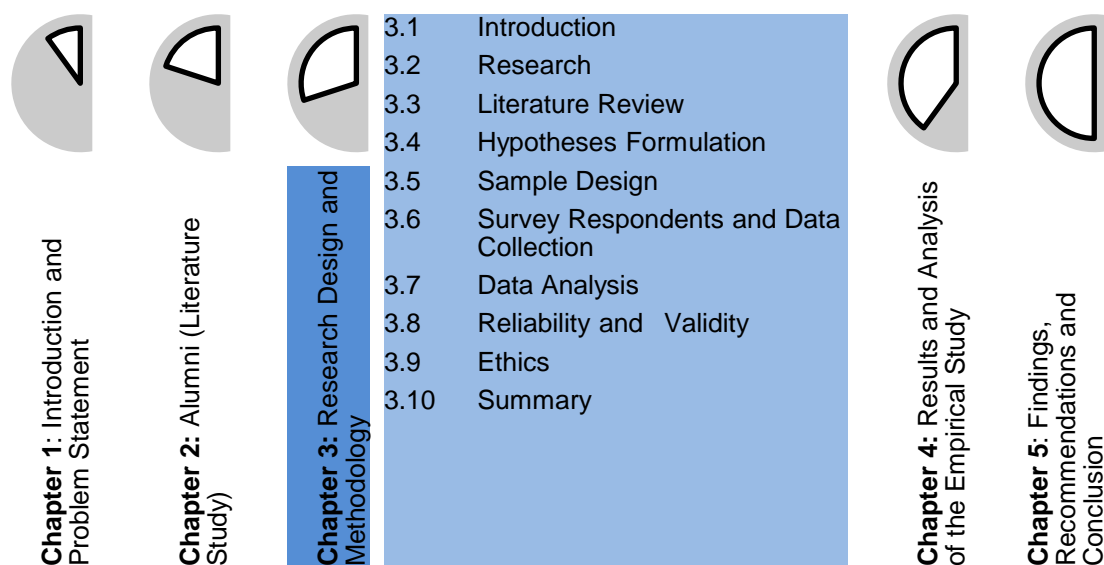 Chapter 1: Introduction and
Problem Statement
Chapter 2: Alumni (Literature
Study)
Chapter 3: Research Design and
Methodology
3.1 Introduction
3.2 Research
3.3 Literature Review
3.4 Hypotheses Formulation
3.5 Sample Design
3.6 Survey Respondents and Data
Collection
3.7 Data Analysis
3.8 Reliability and Validity
3.9 Ethics
3.10 Summary
Chapter 4: Results and Analysis
of the Empirical Study
Chapter 5: Findings,
Recommendations and
Conclusion